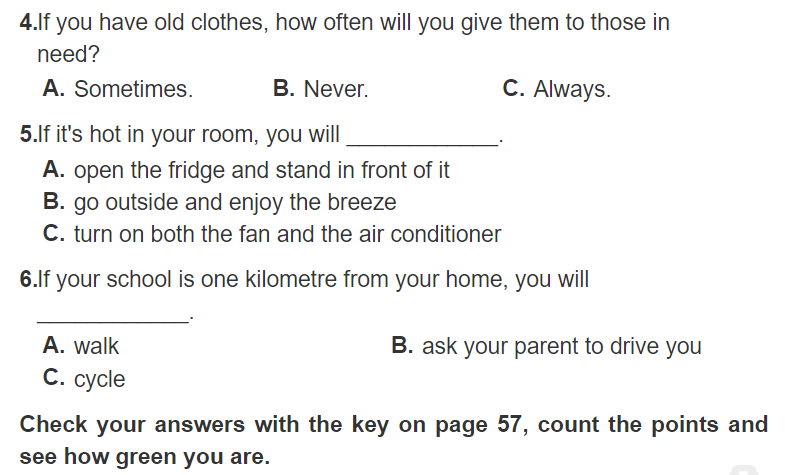 4.If you have old clothes, how often will you give them to those in
need?
A. Sometimes. B. Never. C. Always.
5.If it's hot in your room, you will _____________.
A. open the fridge and stand in front of it
B. go outside and enjoy the breeze
C. turn on both the fan and the air conditioner
6.If your school is one kilometre from your home, you will
_____________.
A. walk B. ask your parent to drive you
C. cycle
Check your answers with the key on page 57, count the points and
see how green you are.